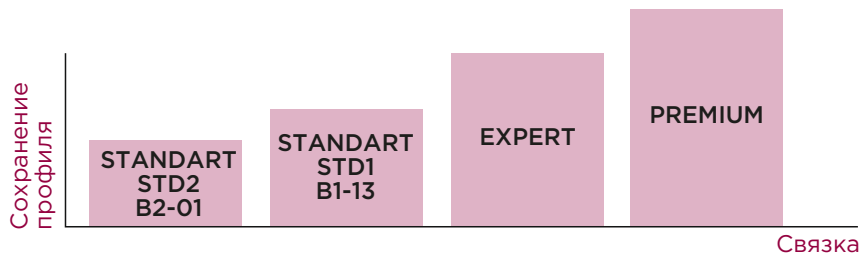 Сохранение
профиля
STANDART
STD2
B2-01
STANDART
STD1
B1-13
EXPERT
PREMIUM
Связка